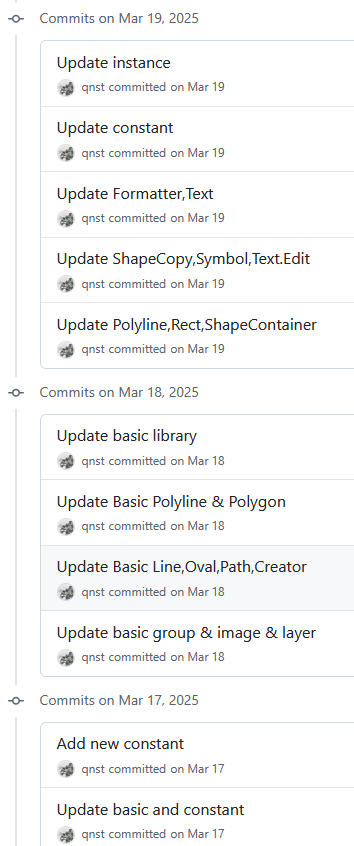 Commits on Mar 19, 2025
Update instance
qnst committed on Mar 19
Update constant
qnst committed on Mar 19
Update Formatter,Text
qnst committed on Mar 19
Update ShapeCopy,Symbol,Text.Edit
qnst committed on Mar 19
Update Polyline,Rect,ShapeContainer
qnst committed on Mar 19
Commits on Mar 18, 2025
Update basic library
qnst committed on Mar 18
Update Basic Polyline & Polygon
qnst committed on Mar 18
Update Basic Line,Oval,Path,Creator
qnst committed on Mar 18
Update basic group & image & layer
qnst committed on Mar 18
Commits on Mar 17, 2025
Add new constant
qnst committed on Mar 17
Update basic and constant
qnst committed on Mar 17